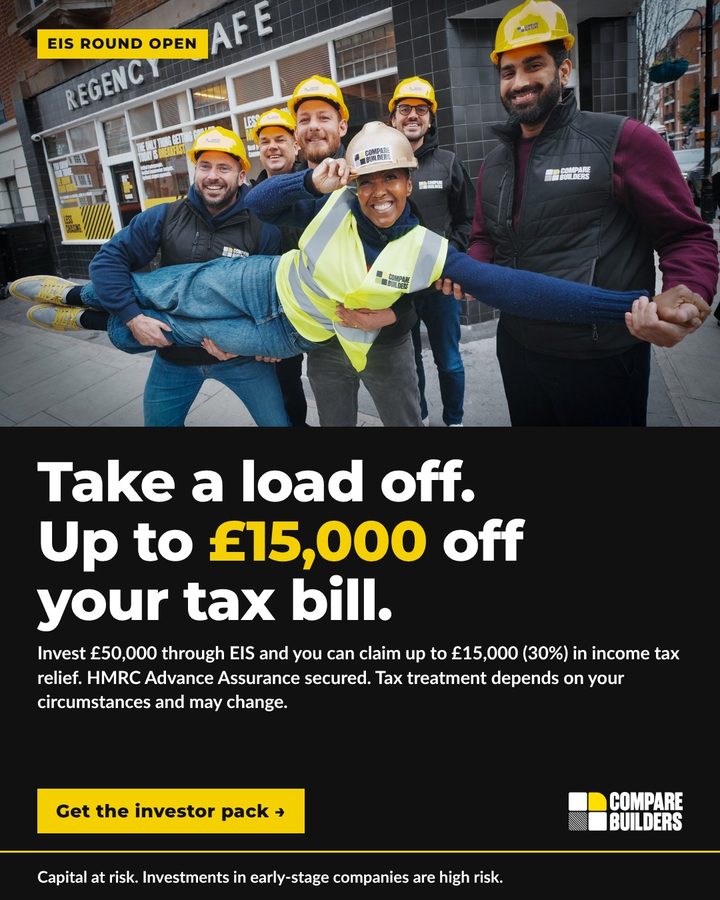 EIS ROUND OPEN
REGENCY CAFE
COMPARE
BUILDERS
COMPARE
BUILDERS
COMPARE
BUILDERS
Take a load off.
Up to £15,000 off
your tax bill.
Invest £50,000 through EIS and you can claim up to £15,000 (30%) in income tax
relief. HMRC Advance Assurance secured. Tax treatment depends on your
circumstances and may change.
Get the investor pack →
COMPARE
BUILDERS
Capital at risk. Investments in early-stage companies are high risk.